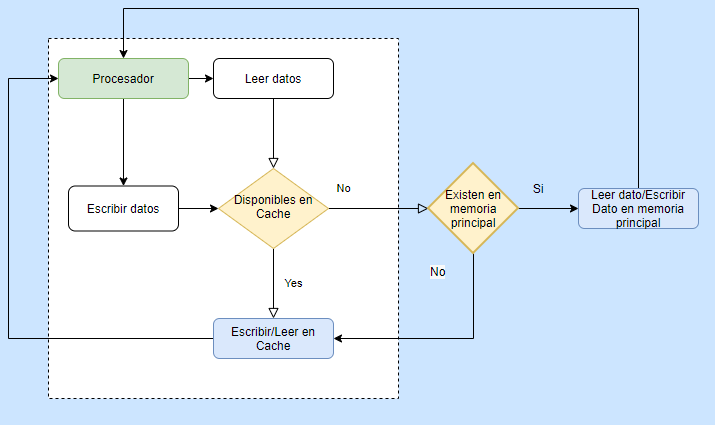 Procesador
Leer datos
Escribir datos
Disponibles en
Cache
No
Existen en
memoria
principal
Si
Leer dato/Escribir
Dato en memoria
principal
No
Yes
Escribir/Leer en
Cache